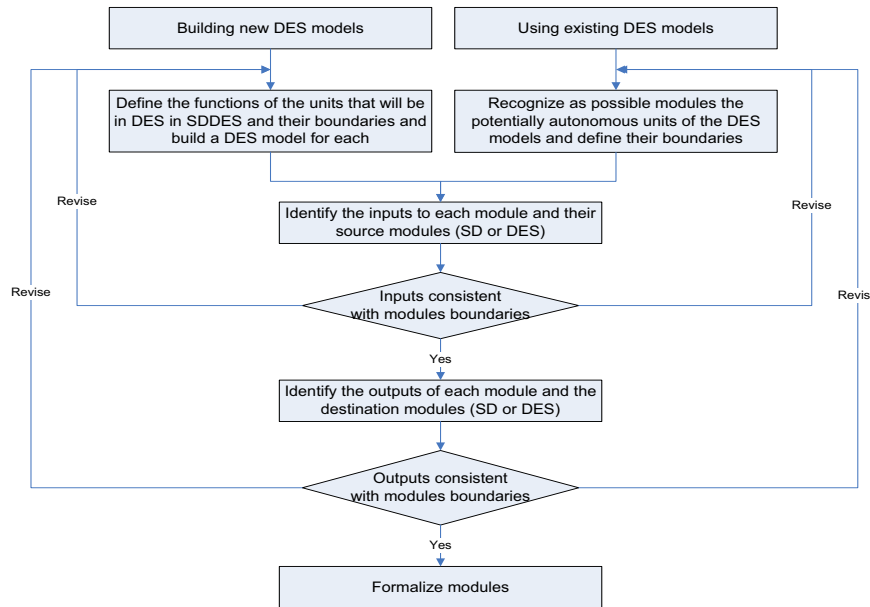 Building new DES models
Using existing DES models
Define the functions of the units that will be
in DES in SDDES and their boundaries and
build a DES model for each
Recognize as possible modules the
potentially autonomous units of the DES
models and define their boundaries
Revise
Revise
Identify the inputs to each module and their
source modules (SD or DES)
Revise
Revis
Inputs consistent
with modules boundaries
Yes
Identify the outputs of each module and the
destination modules (SD or DES)
Outputs consistent
with modules boundaries
Yes
Formalize modules